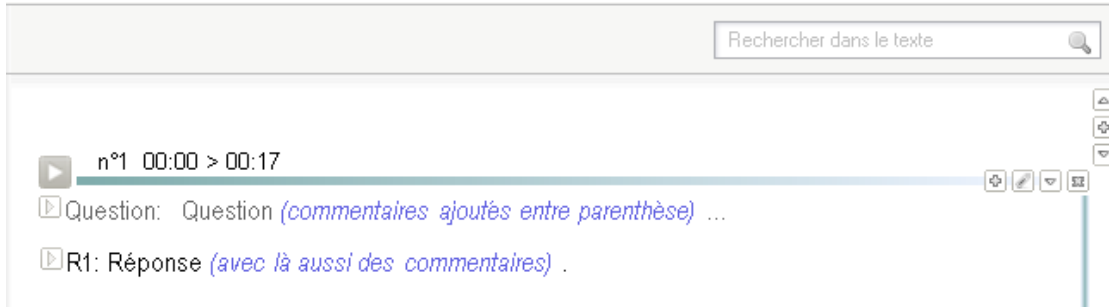 Rechercher dans le texte
n°1 00:00 > 00:17
Question: Question (commentaires ajoutés entre parenthèse) ...
R1: Réponse (avec là aussi des commentaires) .